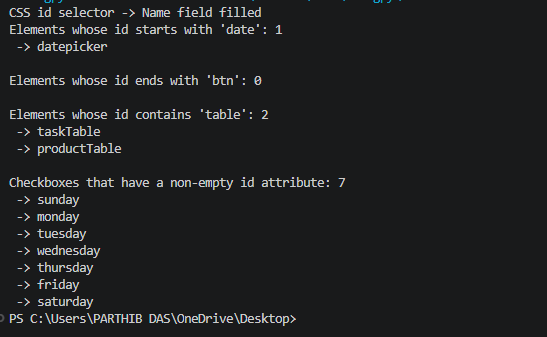 CSS id selector -> Name field filled
Elements whose id starts with 'date': 1
-> datepicker
Elements whose id ends with 'btn': 0
Elements whose id contains 'table': 2
-> taskTable
-> productTable
Checkboxes that have a non-empty id attribute: 7
-> sunday
-> monday
-> tuesday
-> wednesday
-> thursday
-> friday
-> saturday
PS C:\Users\PARTHIB DAS\OneDrive\Desktop>